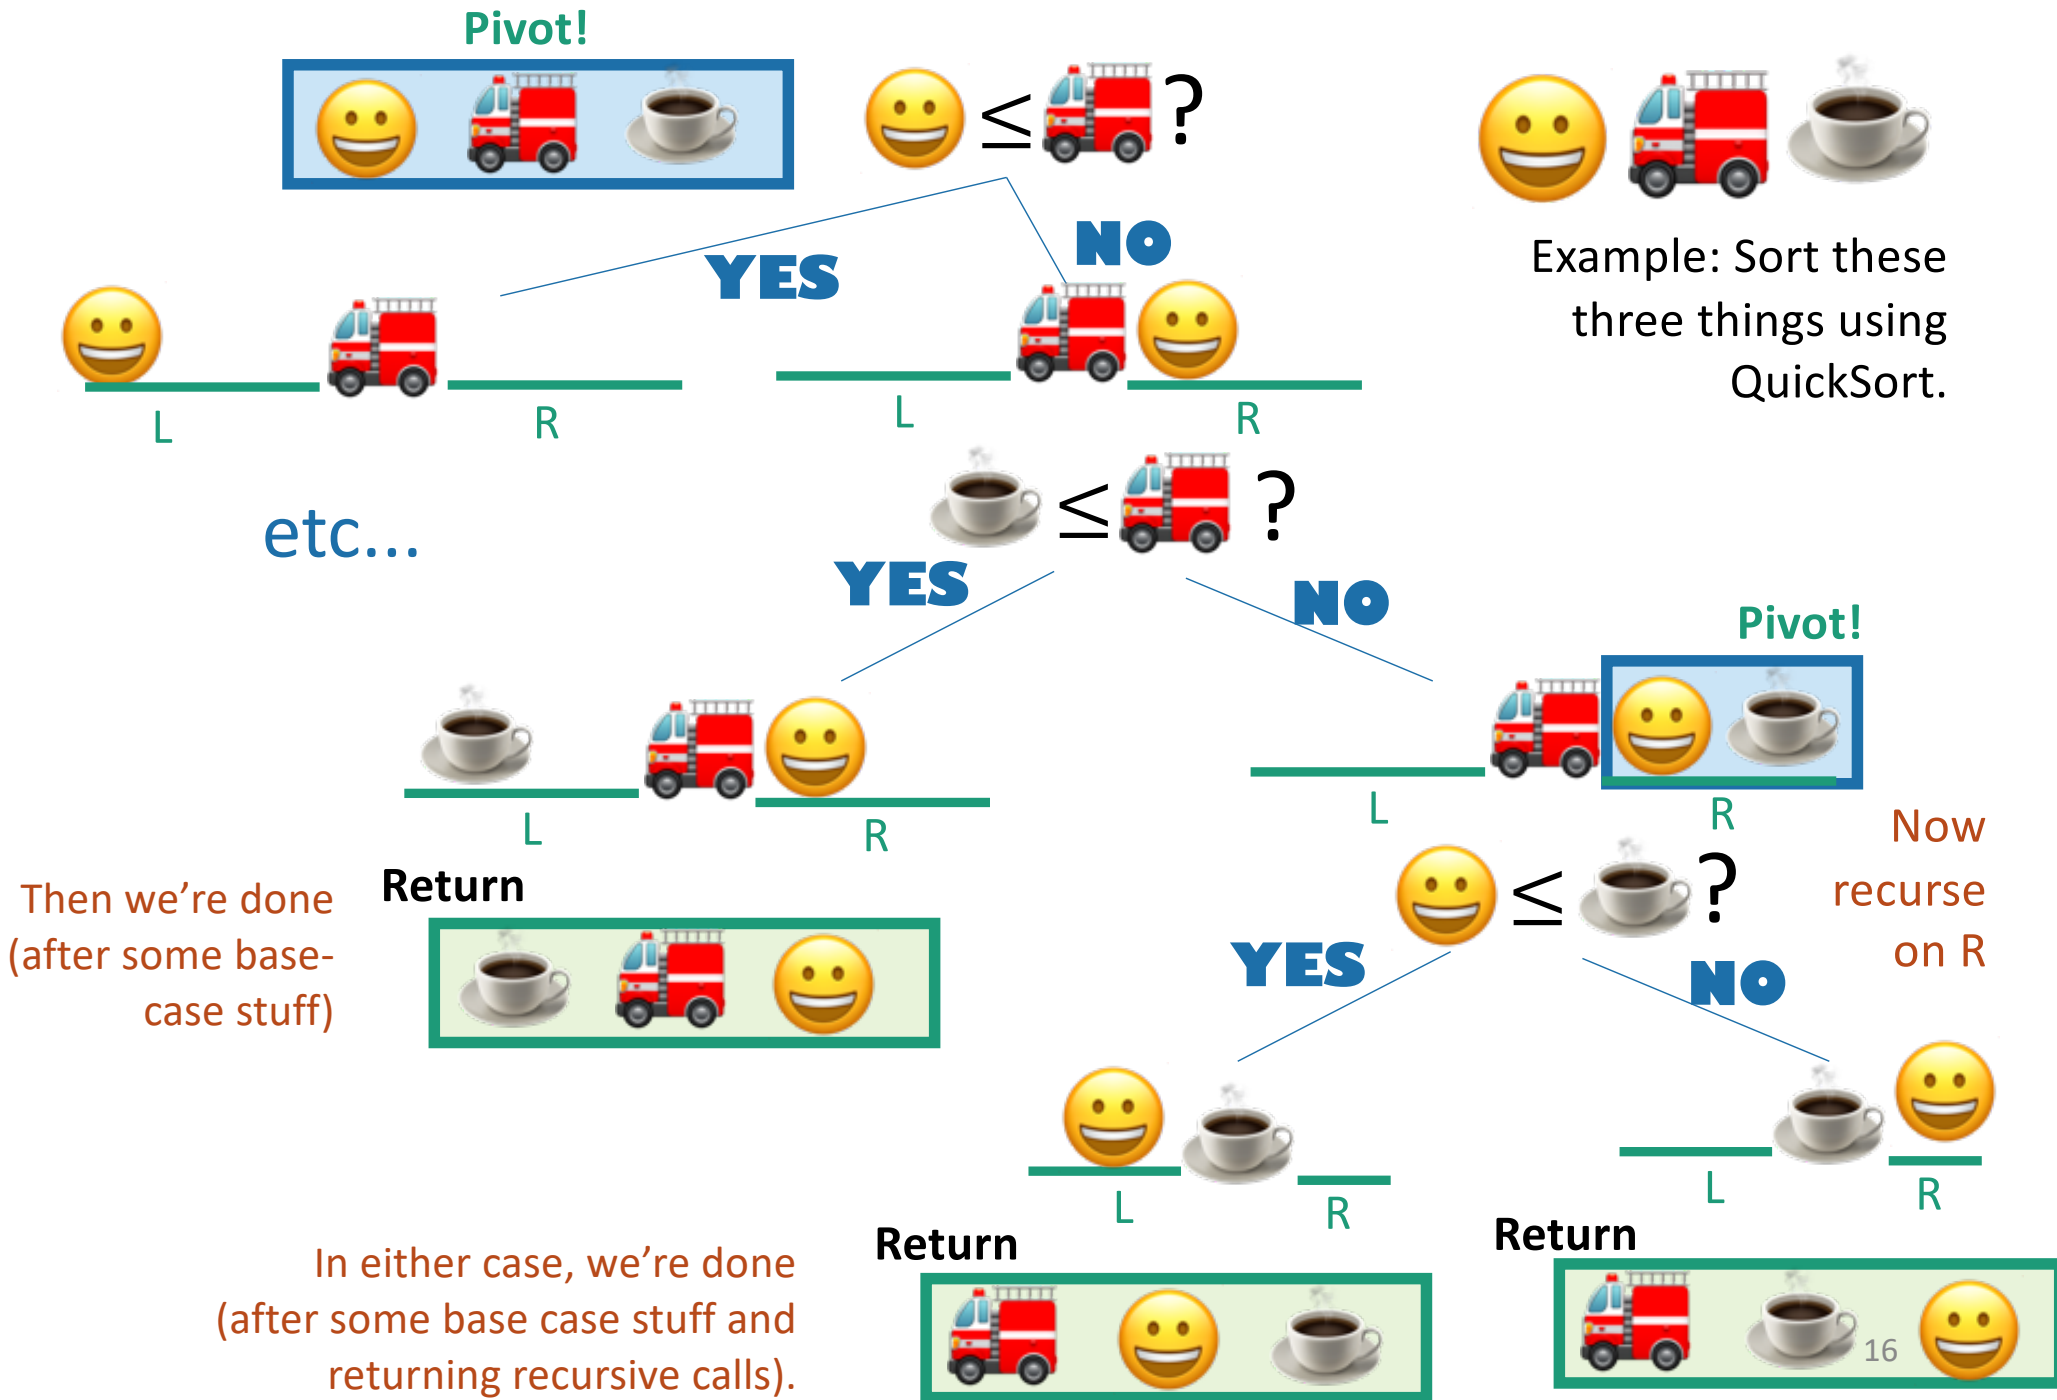 Pivot!
≤ ?
Example: Sort these
three things using
QuickSort.
YES
NO
L
R
L
R
≤ ?
etc...
YES
NO
Pivot!
L
R
L
R
Now
recurse
on R
Then we’re done
(after some base-
case stuff)
Return
≤ ?
YES
NO
L
R
L
R
In either case, we’re done
(after some base case stuff and
returning recursive calls).
Return
Return
16